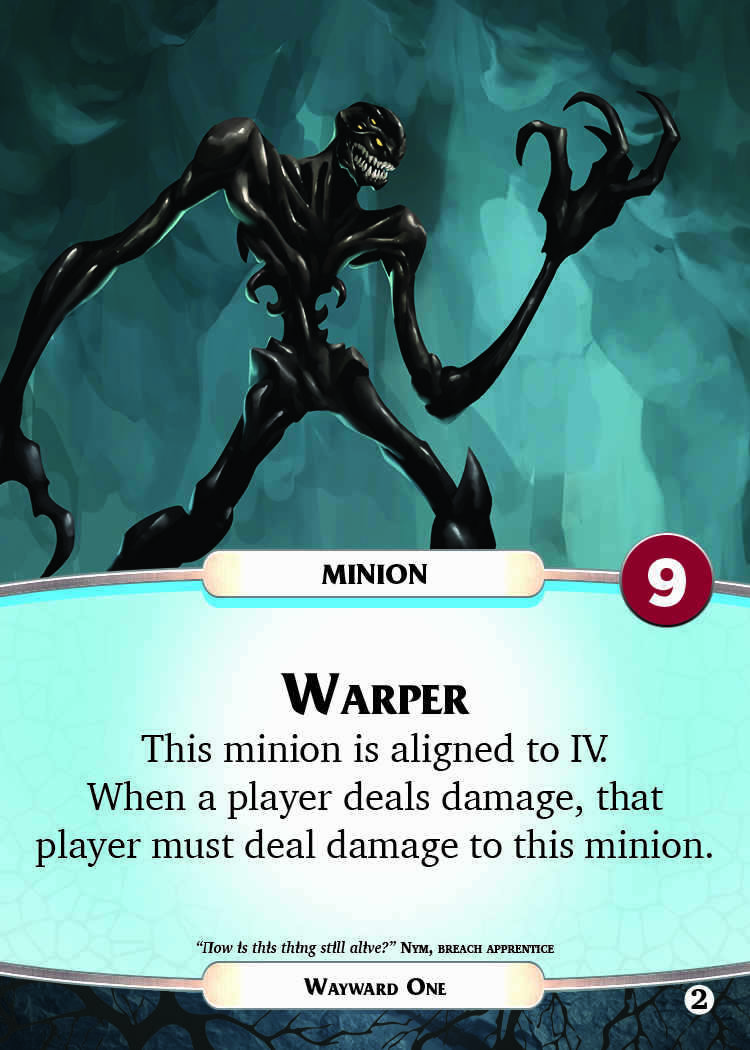 MINION
9
WARPER
This minion is aligned to IV.
When a player deals damage, that
player must deal damage to this minion.
“How is this thing still alive?” NYM, BREACH APPRENTICE
WAYWARD ONE
2